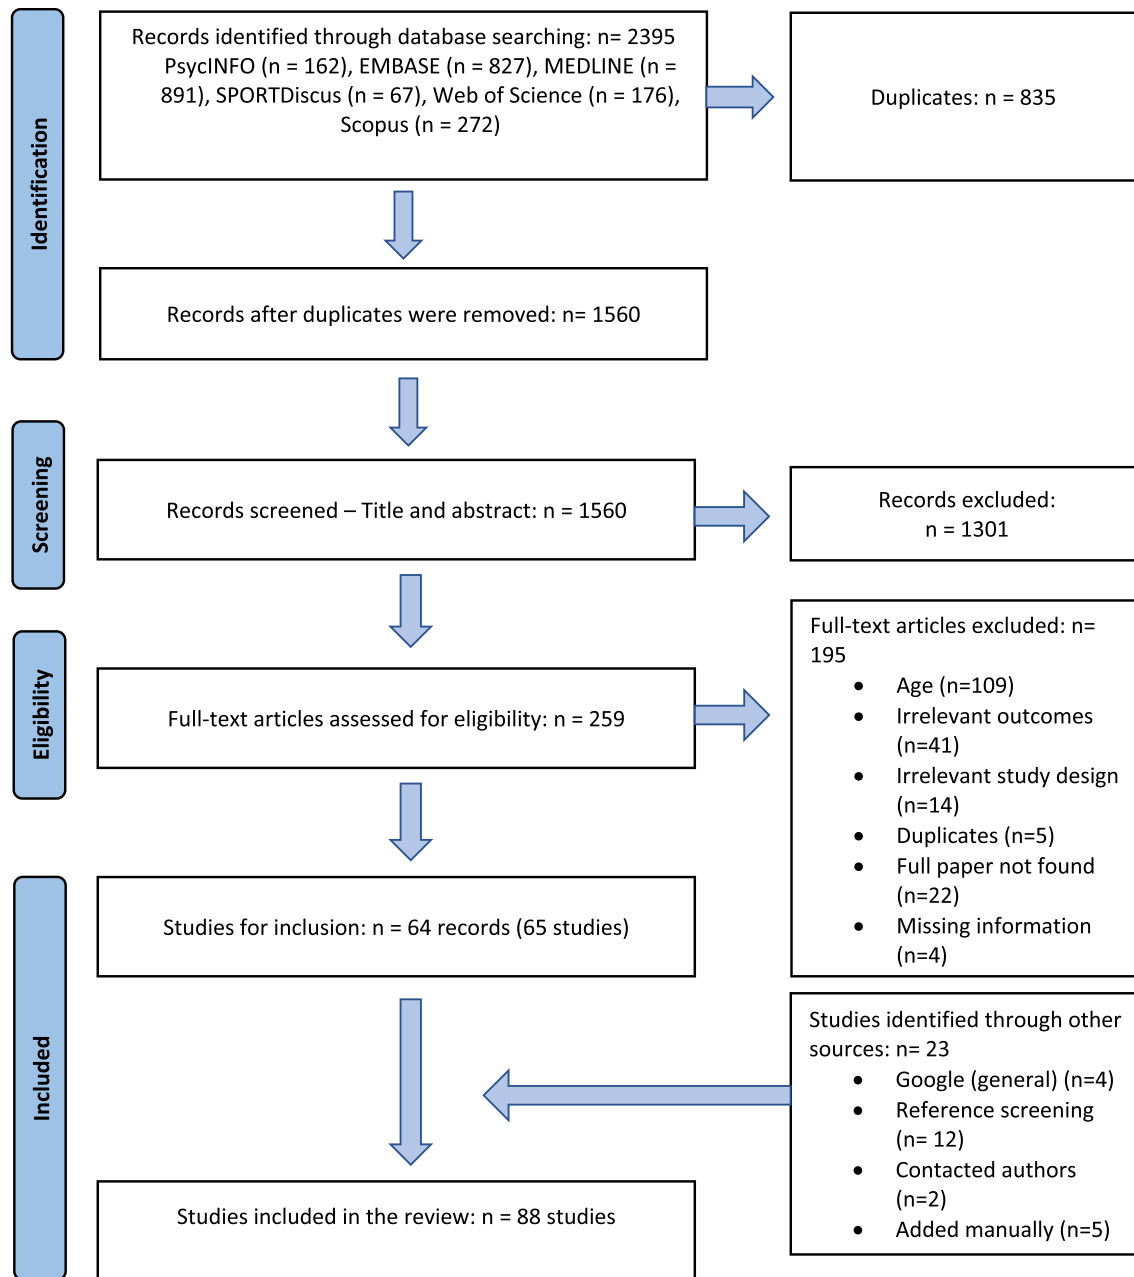 Identification
Records identified through database searching: n= 2395
PsycINFO (n = 162), EMBASE (n = 827), MEDLINE (n =
891), SPORTDiscus (n = 67), Web of Science (n = 176),
Scopus (n = 272)
Duplicates: n = 835
Records after duplicates were removed: n= 1560
Screening
Records screened – Title and abstract: n = 1560
Records excluded:
n = 1301
Eligibility
Full-text articles assessed for eligibility: n = 259
Full-text articles excluded: n=
195
• Age (n=109)
• Irrelevant outcomes
(n=41)
• Irrelevant study design
(n=14)
• Duplicates (n=5)
• Full paper not found
(n=22)
• Missing information
(n=4)
Included
Studies for inclusion: n = 64 records (65 studies)
Studies identified through other
sources: n= 23
• Google (general) (n=4)
• Reference screening
(n= 12)
• Contacted authors
(n=2)
• Added manually (n=5)
Studies included in the review: n = 88 studies